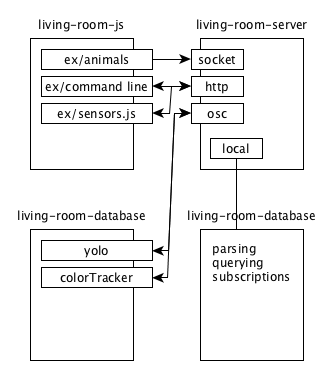 living-room-js
living-room-server
ex/animals
socket
ex/command line
http
ex/sensors.js
osc
local
living-room-database
living-room-database
yolo
colorTracker
parsing
querying
subscriptions